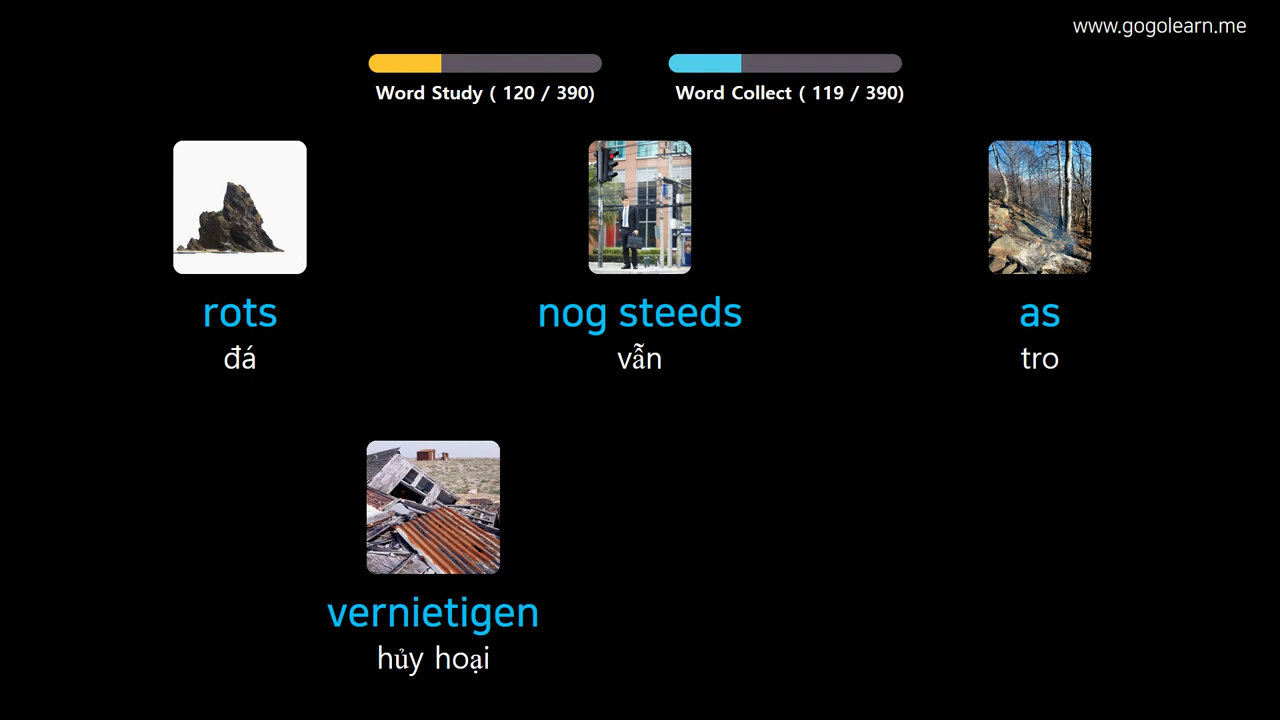 www.gogolearn.me
Word Study ( 120 / 390)
Word Collect ( 119 / 390)
rots
đá
nog steeds
vẫn
as
tro
vernietigen
hủy hoại